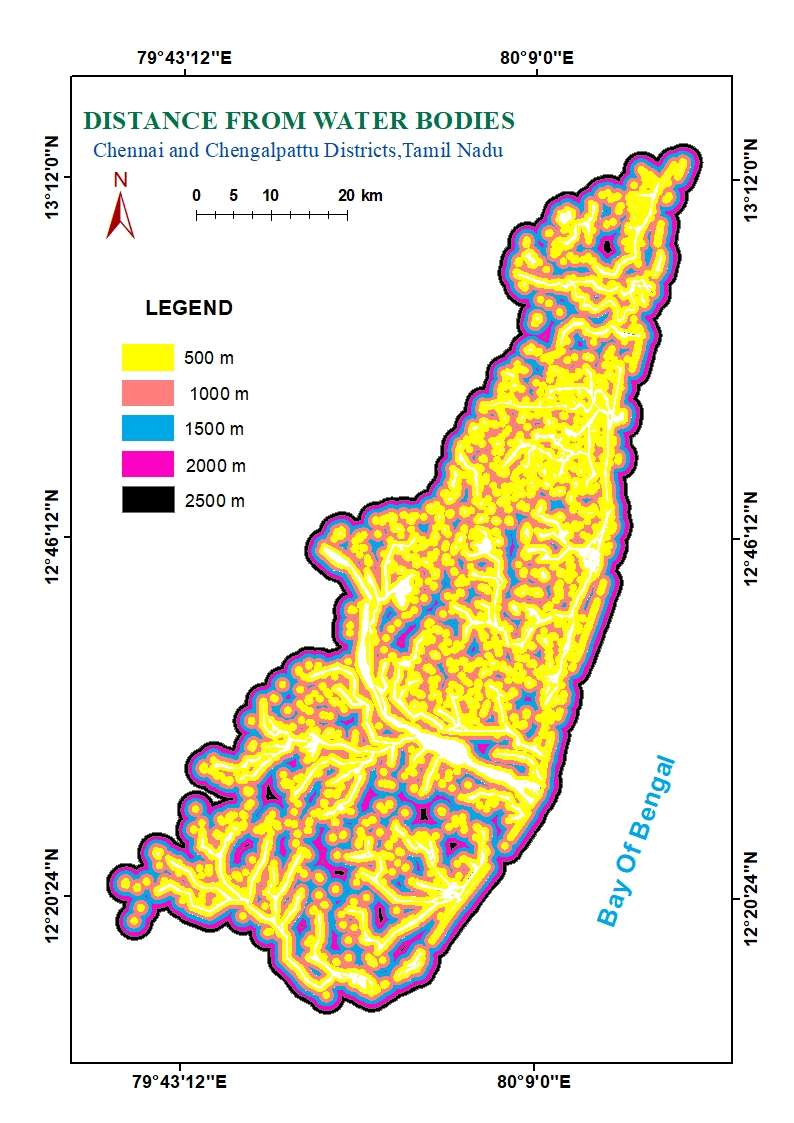 79°43'12"E 80°9'0"E
DISTANCE FROM WATER BODIES
Chennai and Chengalpattu Districts,Tamil Nadu
N
0 5 10 20 km
13°12'0"N 13°12'0"N
LEGEND
500 m
1000 m
1500 m
2000 m
2500 m
12°46'12"N 12°46'12"N
Bay Of Bengal
12°20'24"N 12°20'24"N
79°43'12"E 80°9'0"E